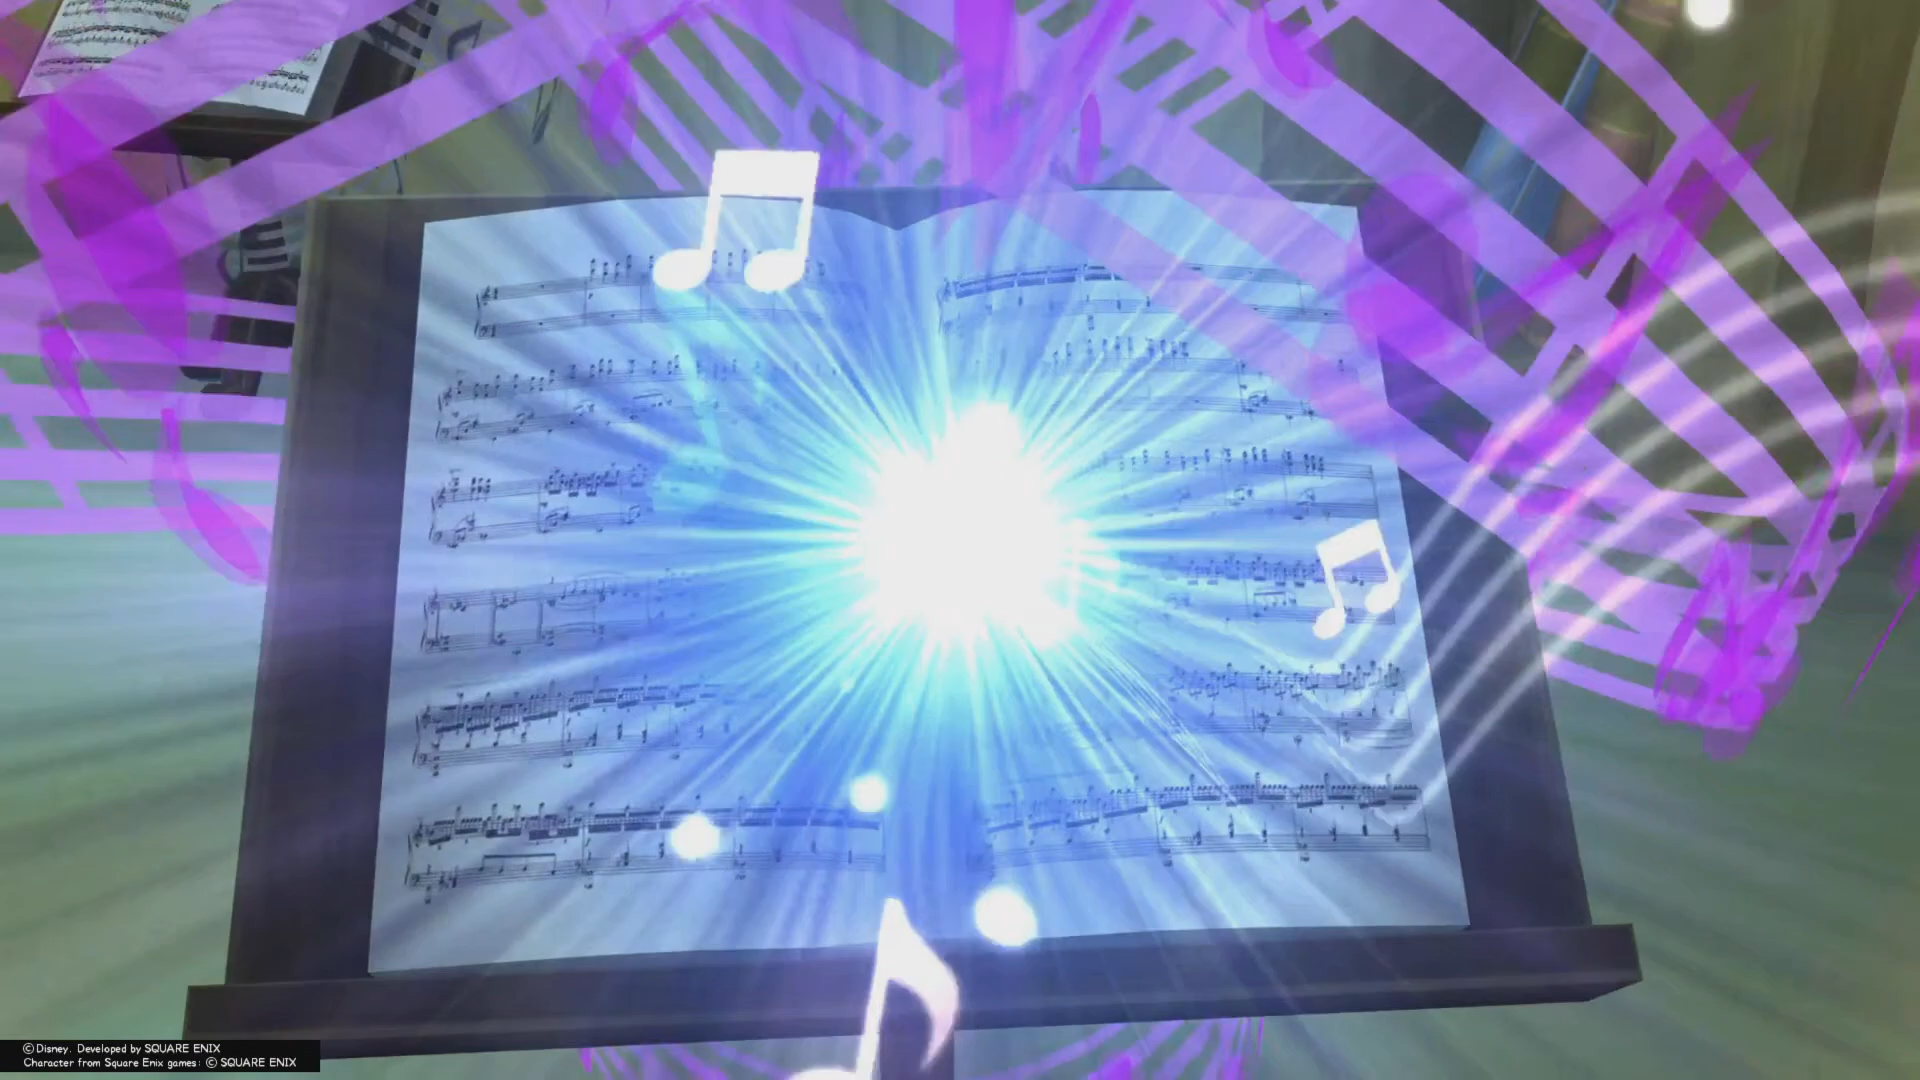 ©Disney. Developed by SQUARE ENIX
Character from Square Enix games: © SQUARE ENIX